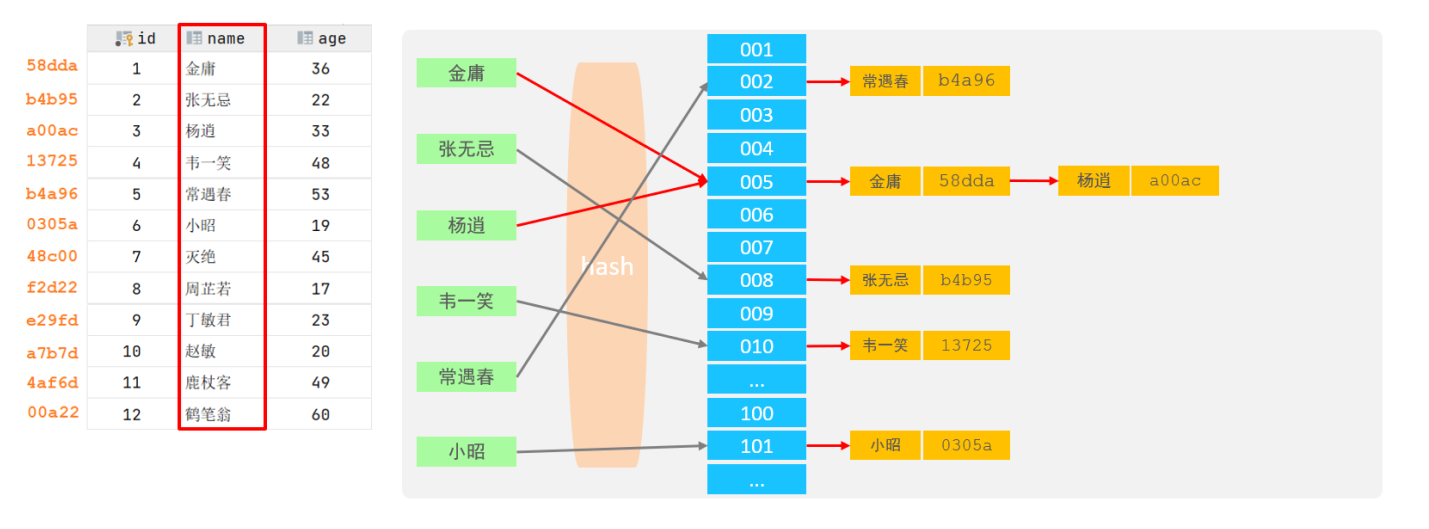 id name age
58dda 1 金庸 36
b4b95 2 张无忌 22
a00ac 3 杨逍 33
13725 4 韦一笑 48
b4a96 5 常遇春 53
0305a 6 小昭 19
48c00 7 灭绝 45
f2d22 8 周芷若 17
e29fd 9 丁敏君 23
a7b7d 10 赵敏 20
4af6d 11 鹿杖客 49
00a22 12 鹤笔翁 60
金庸
张无忌
杨逍
韦一笑
常遇春
小昭
hash
001
002 常遇春 b4a96
003
004
005 金庸 58dda 杨逍 a00ac
006
007
008 张无忌 b4b95
009
010 韦一笑 13725
...
100
101 小昭 0305a
...